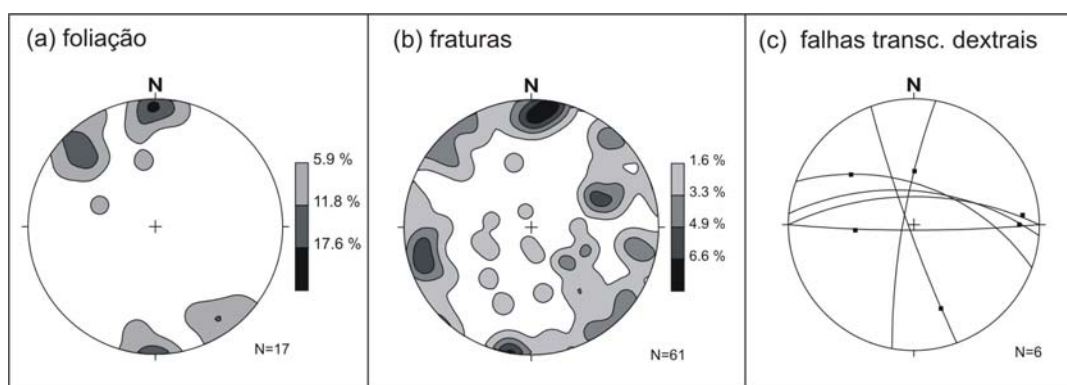 (a) foliação
N
5.9 %
11.8 %
17.6 %
N=17
(b) fraturas
N
1.6 %
3.3 %
4.9 %
6.6 %
N=61
(c) falhas transc. dextrais
N
N=6